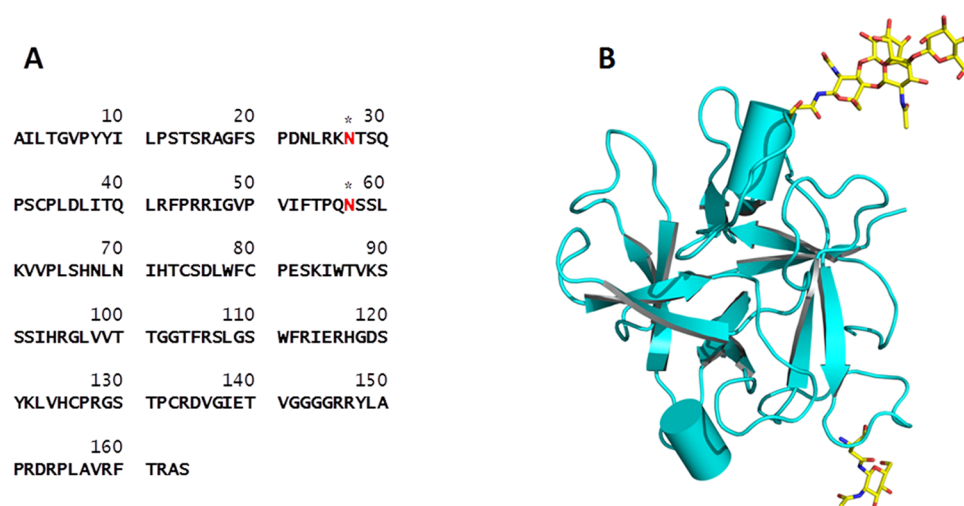 A
B
10 20 * 30
AILTGVPYYI LPSTSRAGFS PDNLRKNTSQ
40 50 * 60
PSCPLDLITQ LRFPRRIGVP VIFTPQNSSL
70 80 90
KVVPLSHNLN IHTCSDLWFC PESKIWTVKS
100 110 120
SSIHRGLVVT TGGTFRSLGS WFRIERHGDS
130 140 150
YKLVHCPRGS TPCRDVGIET VGGGGRRYLA
160
PRDRPLAVRF TRAS